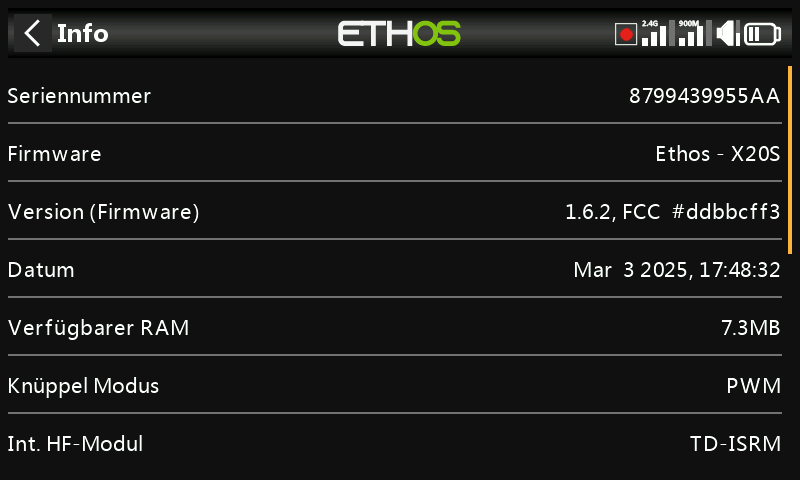 Info
ETHOS
2.4G
900M
Seriennummer 8799439955AA
Firmware Ethos - X20S
Version (Firmware) 1.6.2, FCC #ddbbcff3
Datum Mar 3 2025, 17:48:32
Verfügbarer RAM 7.3MB
Knüppel Modus PWM
Int. HF-Modul TD-ISRM